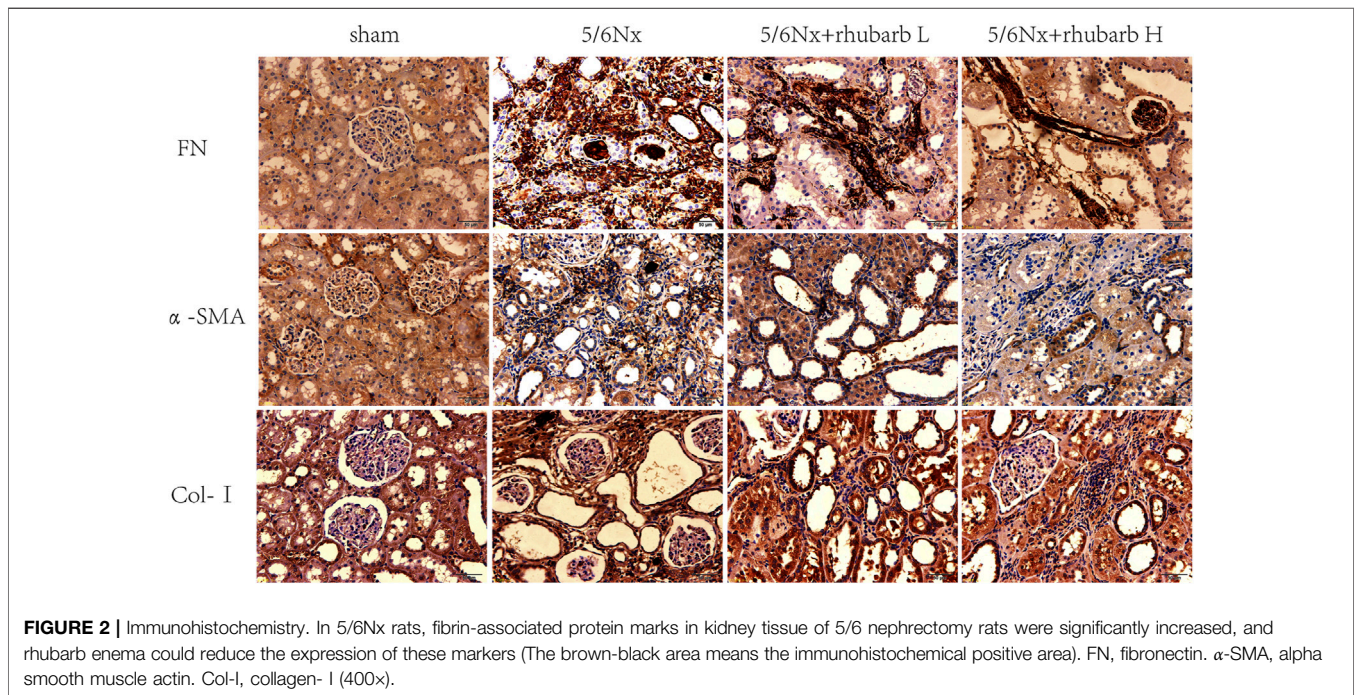 sham 5/6Nx 5/6Nx+rhubarb L 5/6Nx+rhubarb H
FN
α-SMA
Col- I
FIGURE 2 | Immunohistochemistry. In 5/6Nx rats, fibrin-associated protein marks in kidney tissue of 5/6 nephrectomy rats were significantly increased, and
rhubarb enema could reduce the expression of these markers (The brown-black area means the immunohistochemical positive area). FN, fibronectin. α-SMA, alpha
smooth muscle actin. Col-I, collagen- I (400×).